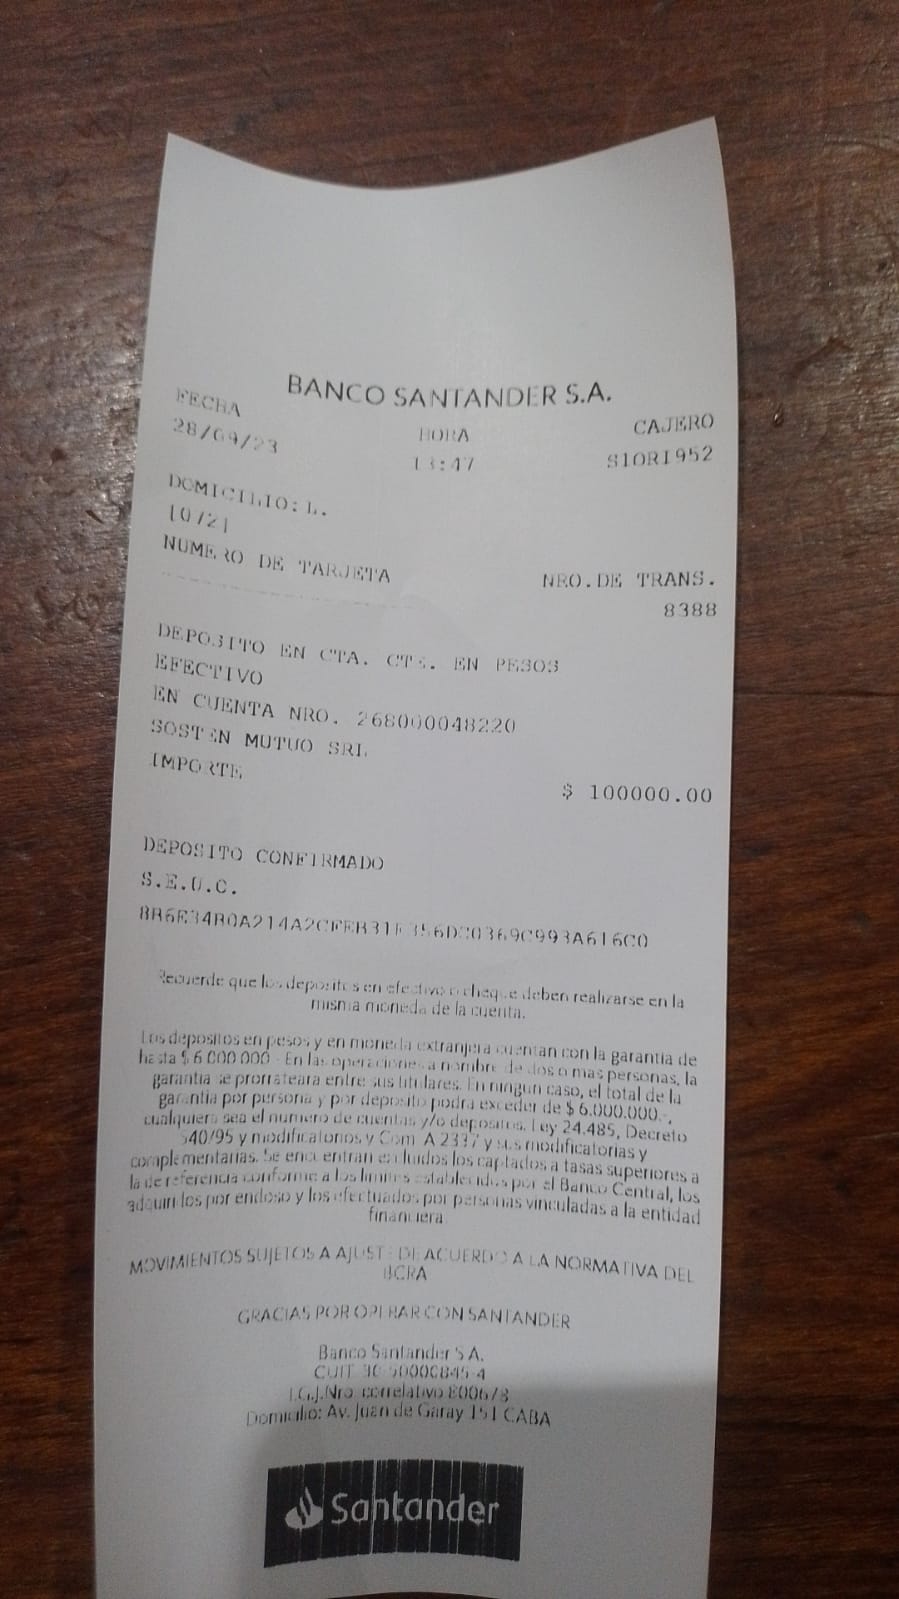 BANCO SANTANDER S.A.
FECHA HORA CAJERO
28/09/23 13:47 S1ORI952
DOMICILIO: L.
NUMERO DE TARJETA NRO.DE TRANS.
8388
DEPOSITO EN CTA. CTE. EN PESOS
EFECTIVO
EN CUENTA NRO. 268000048220
SOSTEN MUTUO SRL
IMPORTE $ 100000.00
DEPOSITO CONFIRMADO
S.E.U.O.
Recuerde que los depositos en efectivo o cheque deben realizarse en la
misma moneda de la cuenta.
Los depositos en pesos y en moneda extranjera cuentan con la garantia de
hasta $ 6.000.000.- En las operaciones a nombre de dos o mas personas, la
garantia se prorrateara entre sus titulares. En ningun caso, el total de la
garantia por persona y por deposito podra exceder de $ 6.000.000.-,
cualquiera sea el numero de cuentas y/o depositos. Ley 24.485, Decreto
540/95 y modificatorios y Com. A 2337 y sus modificatorias y
complementarias. Se encuentran excluidos los captados a tasas superiores a
la de referencia conforme a los limites establecidos por el Banco Central, los
adquiridos por endoso y los efectuados por personas vinculadas a la entidad
financiera
MOVIMIENTOS SUJETOS A AJUSTE DE ACUERDO A LA NORMATIVA DEL
BCRA
GRACIAS POR OPERAR CON SANTANDER
Banco Santander S.A.
CUIT 30-50000845-4
I.G.J.Nro. correlativo 800678
Domicilio: Av. Juan de Garay 151 CABA
Santander